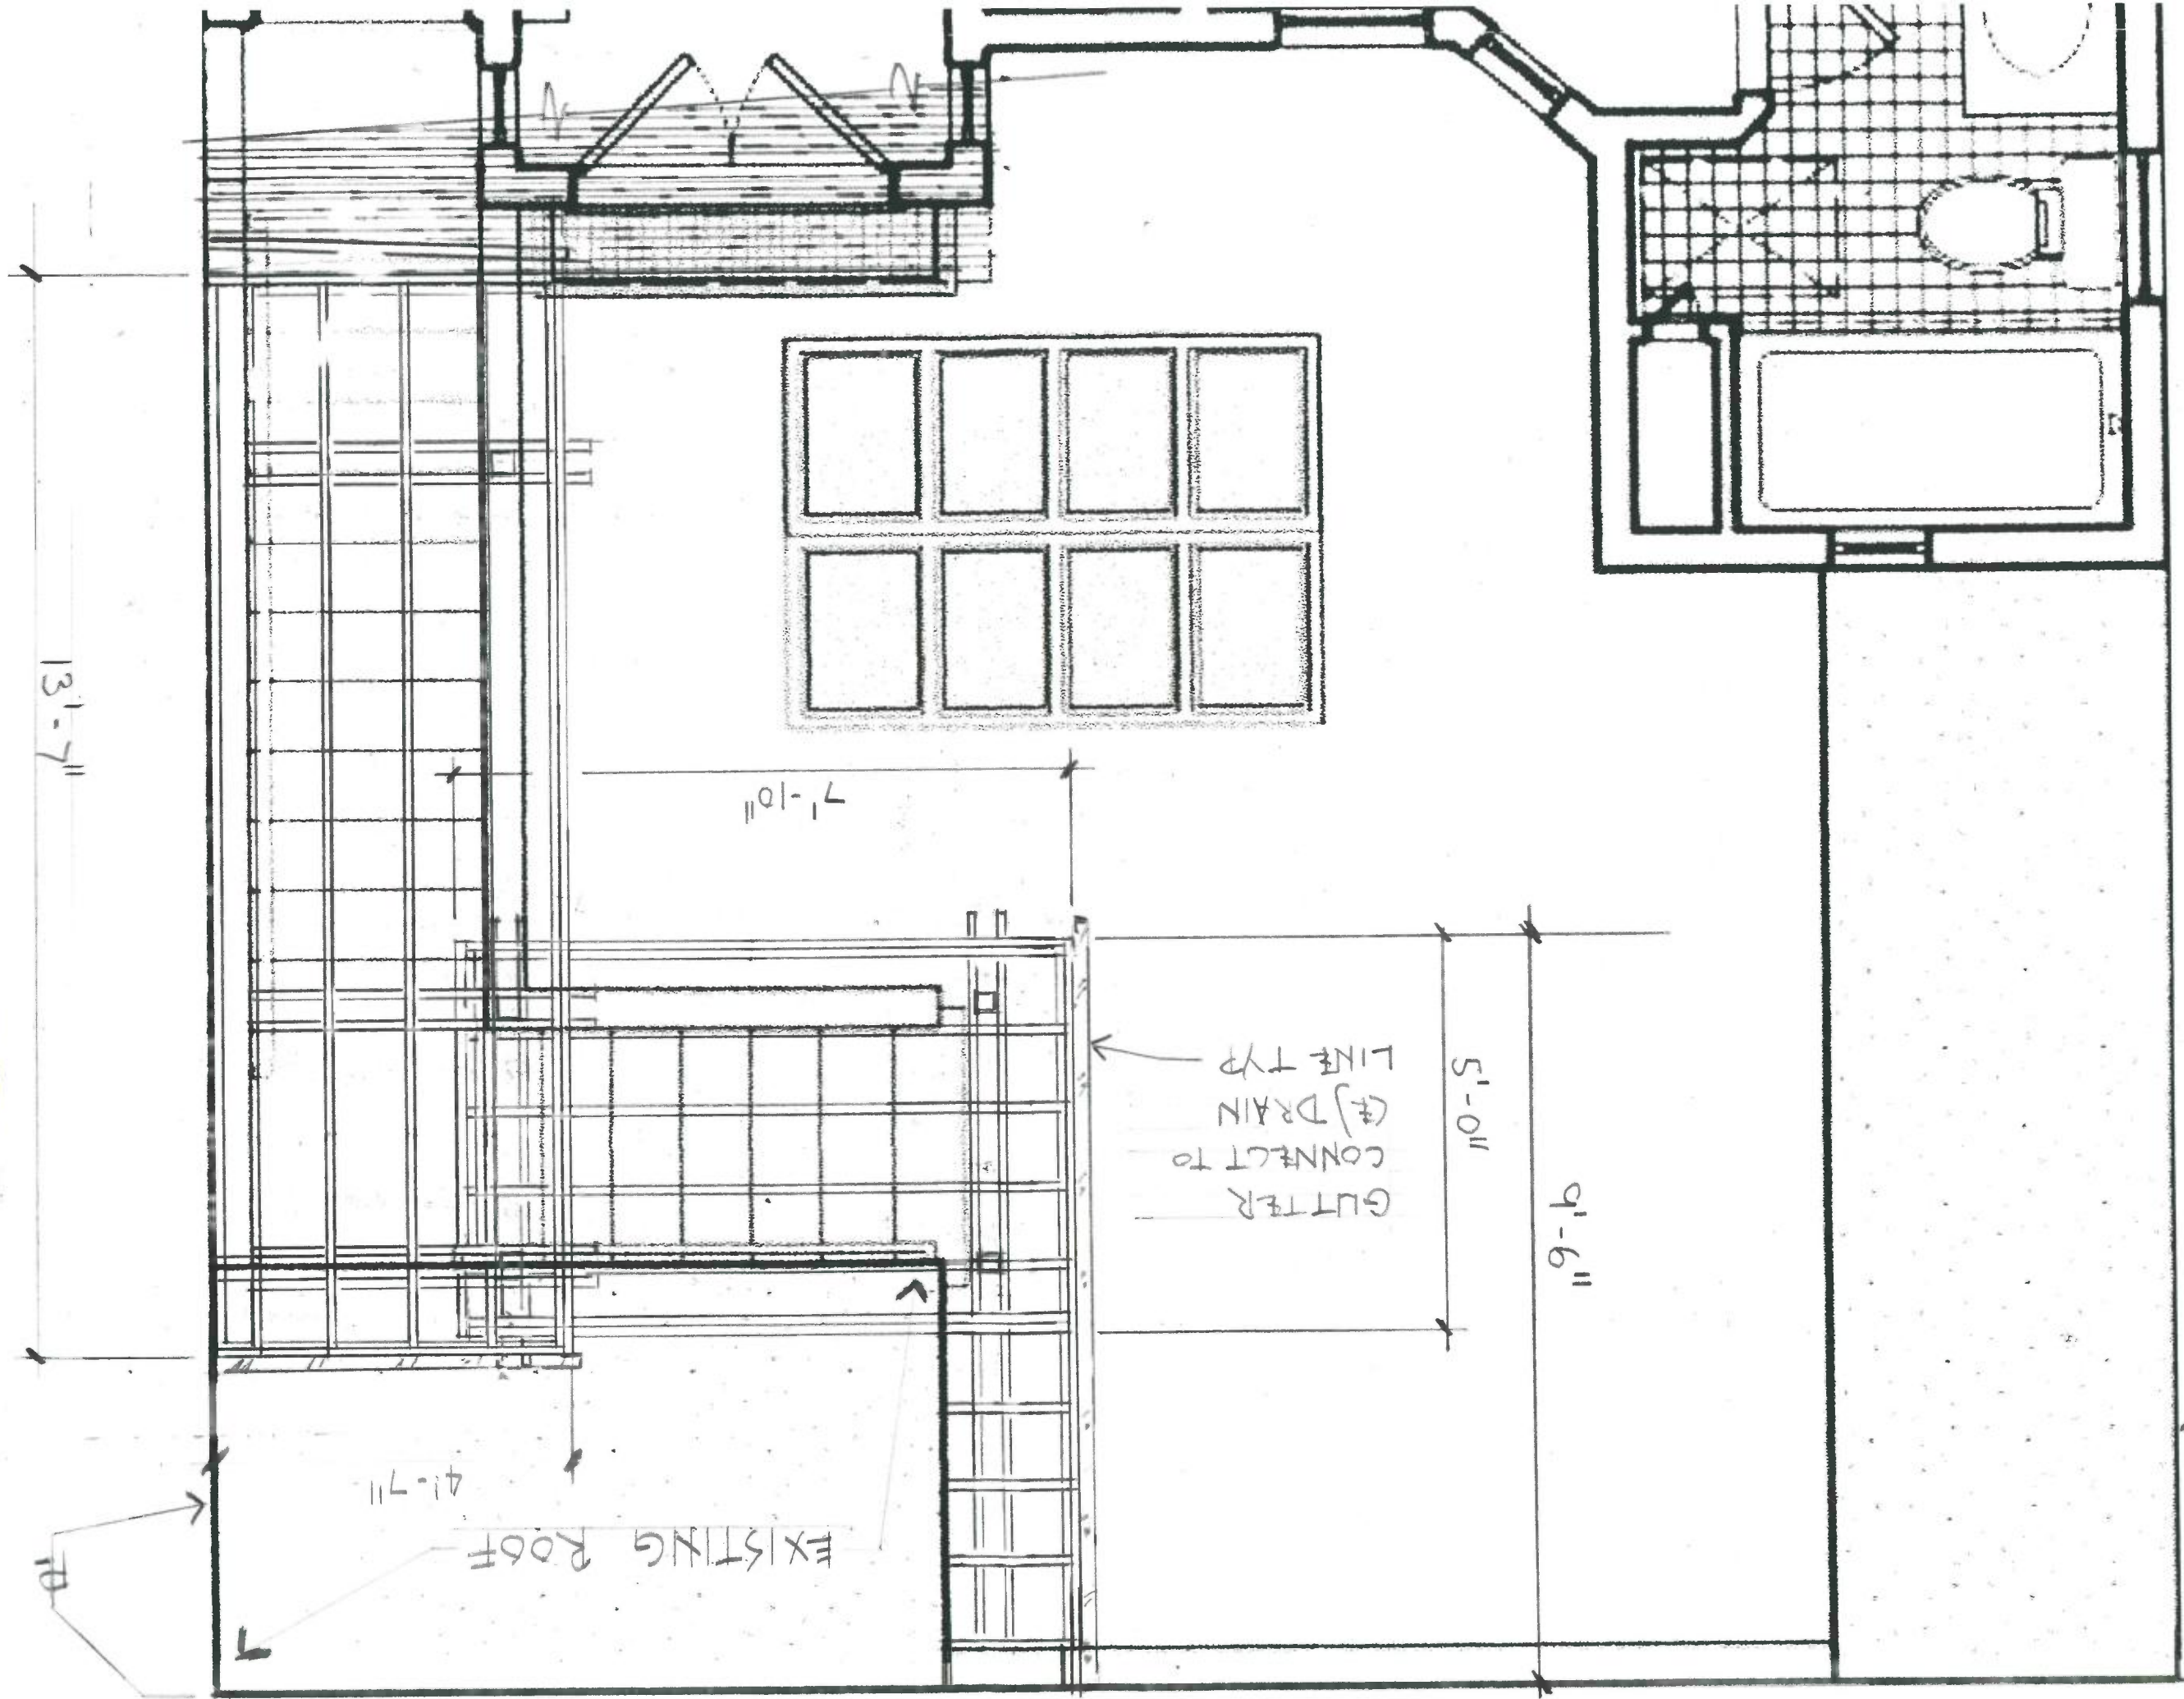 EXISTING ROOF
4'-7"
9'-6"
GUTTER
CONNECT TO
(E) DRAIN
LINE TYP
5'-0"
7'-10"
13'-7"